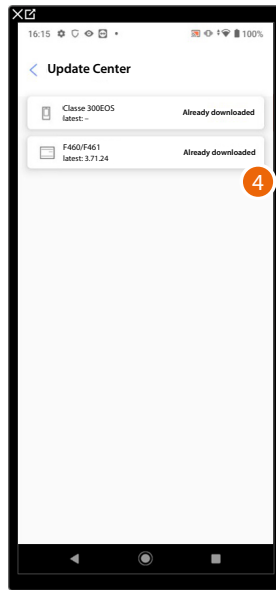 16:15
100%
Update Center
Classe 300EOS
latest: –
Already downloaded
F460/F461
latest: 3.71.24
Already downloaded
4